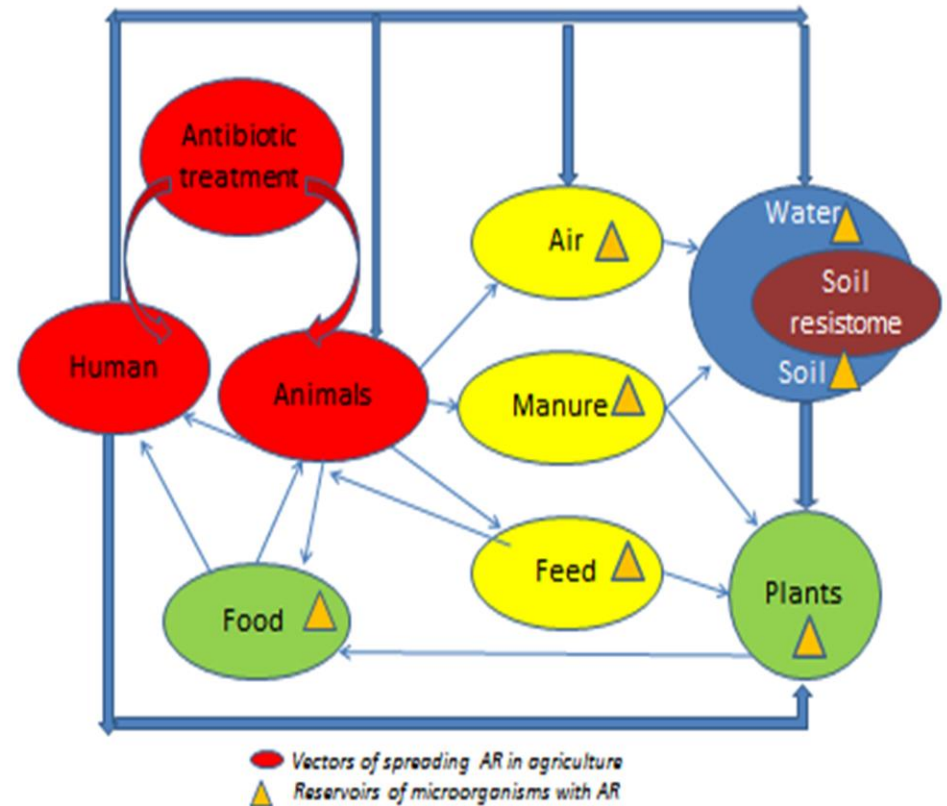 Antibiotic
treatment
Water
Air
Soil
resistome
Human
Animals
Manure
Soil
Feed
Plants
Food
Vectors of spreading AR in agriculture
Reservoirs of microorganisms with AR